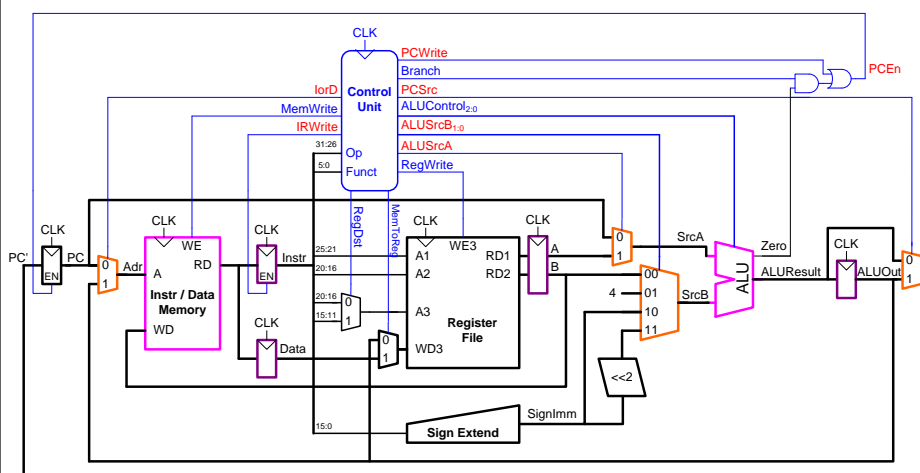 CLK
PCWrite
Branch
PCEn
IorD
Control
Unit
PCSrc
MemWrite
ALUControl2:0
IRWrite
ALUSrcB1:0
31:26
Op
ALUSrcA
5:0
Funct
RegWrite
RegDst
MemToReg
CLK
CLK
CLK
CLK
CLK
PC'
PC
EN
0
1
Adr
WE
RD
A
Instr / Data
Memory
WD
EN
Instr
25:21
20:16
A1
A2
WE3
RD1
RD2
A
B
0
1
SrcA
Zero
CLK
0
1
ALU
ALUResult
ALUOut
00
4
01
10
11
SrcB
20:16
15:11
0
1
A3
Register
File
CLK
Data
0
1
WD3
<<2
SignImm
15:0
Sign Extend